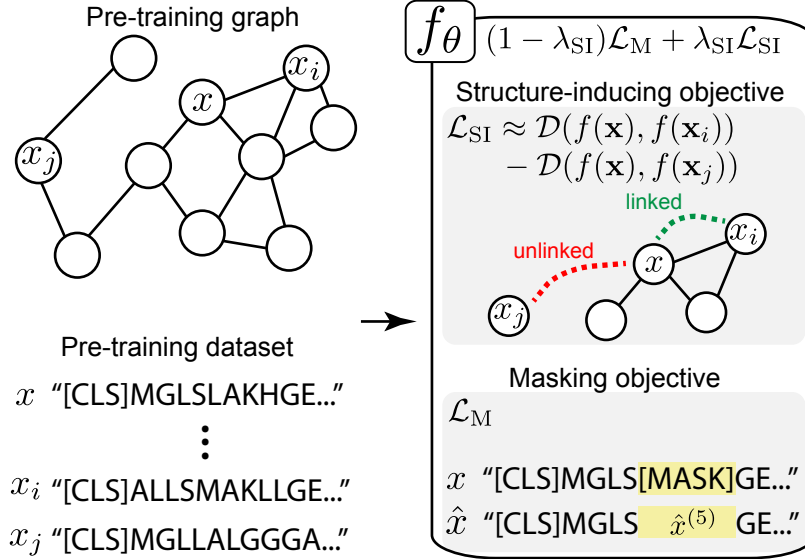 Pre-training graph
x
x_i
x_j
Pre-training dataset
x "[CLS]MGLSLAKHGE..."
⋮
x_i "[CLS]ALLSMAKLLGE..."
x_j "[CLS]MGLLALGGGA..."
f_θ (1 − λ_SI)ℒ_M + λ_SIℒ_SI
Structure-inducing objective
ℒ_SI ≈ 𝒟(f(𝐱), f(𝐱_i))
− 𝒟(f(𝐱), f(𝐱_j))
linked
unlinked
x_i
x
x_j
Masking objective
ℒ_M
x "[CLS]MGLS[MASK]GE..."
x̂ "[CLS]MGLS x̂^(5) GE..."